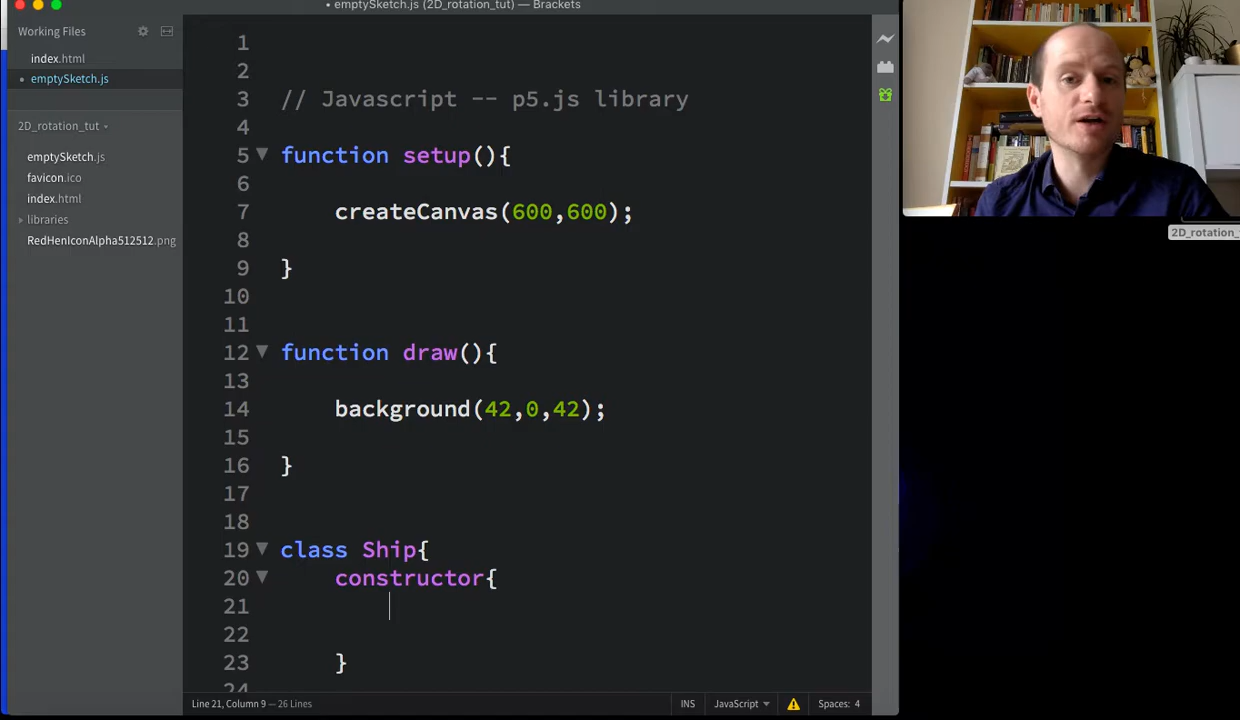 • emptySketch.js (2D_rotation_tut) — Brackets
Working Files
index.html
• emptySketch.js
2D_rotation_tut
emptySketch.js
favicon.ico
index.html
libraries
RedHenIconAlpha512512.png
1
2
3 // Javascript -- p5.js library
4
5 function setup(){
6
7 createCanvas(600,600);
8
9 }
10
11
12 function draw(){
13
14 background(42,0,42);
15
16 }
17
18
19 class Ship{
20 constructor{
21
22
23 }
24
Line 21, Column 9 — 26 Lines
INS
JavaScript
Spaces: 4
2D_rotation_